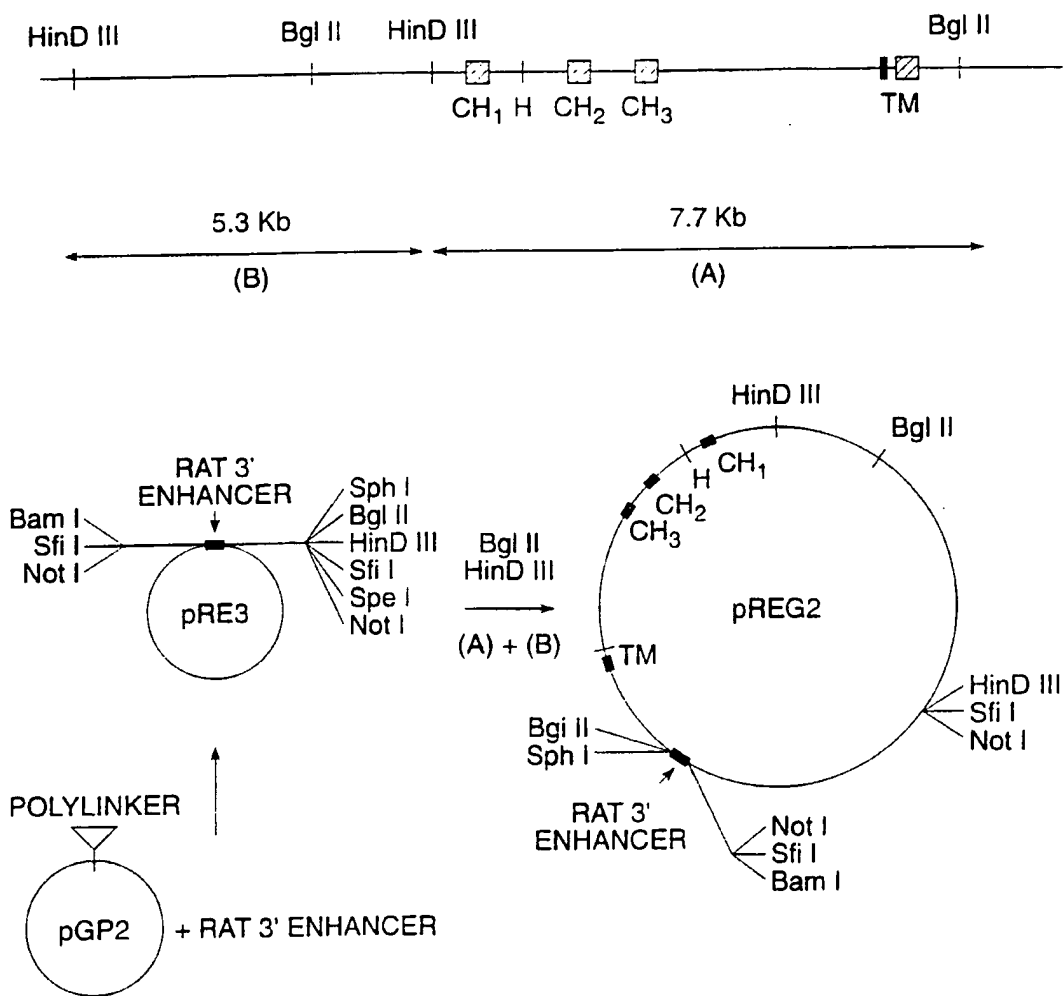 HinD III
Bgl II
HinD III
Bgl II
CH1
H
CH2
CH3
TM
5.3 Kb
7.7 Kb
(B)
(A)
RAT 3'
ENHANCER
Bam I
Sfi I
Not I
Sph I
Bgl II
HinD III
Sfi I
Spe I
Not I
pRE3
Bgl II
HinD III
(A) + (B)
HinD III
Bgl II
CH1
H
CH2
CH3
pREG2
TM
HinD III
Sfi I
Not I
Bgi II
Sph I
RAT 3'
ENHANCER
Not I
Sfi I
Bam I
POLYLINKER
pGP2
+ RAT 3' ENHANCER